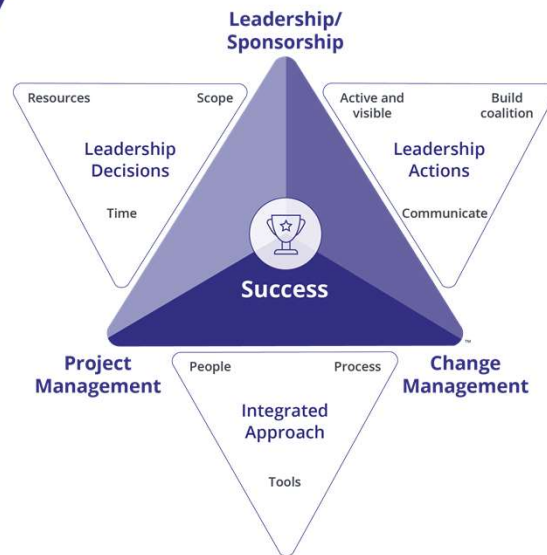 Leadership/
Sponsorship
Resources
Scope
Leadership
Decisions
Time
Active and
visible
Build
coalition
Leadership
Actions
Communicate
Success
Project
Management
Change
Management
™
People
Process
Integrated
Approach
Tools